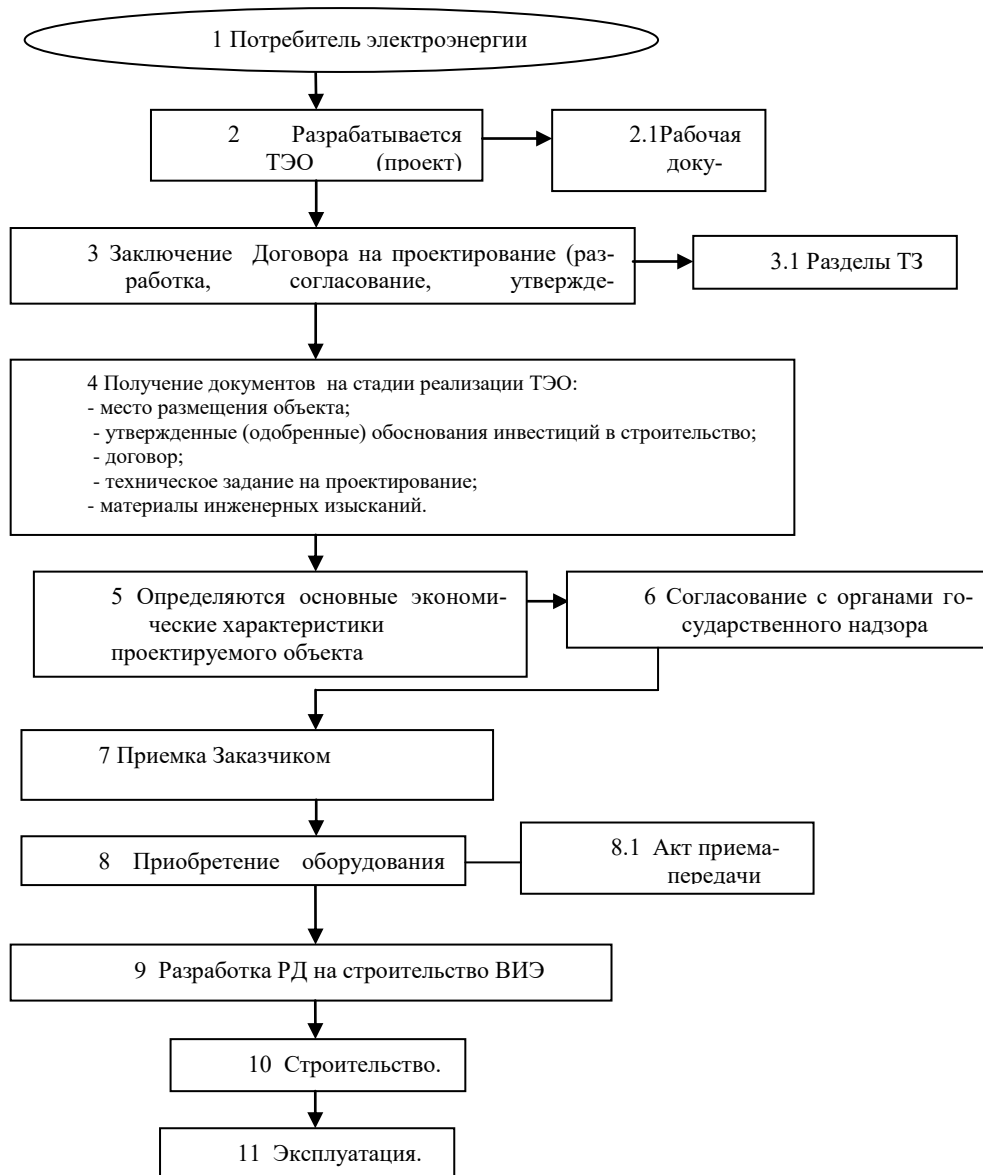 1 Потребитель электроэнергии
2 Разрабатывается
ТЭО (проект)
2.1Рабочая
доку-
3 Заключение Договора на проектирование (раз-
работка, согласование, утвержде-
3.1 Разделы ТЗ
4 Получение документов на стадии реализации ТЭО:
- место размещения объекта;
- утвержденные (одобренные) обоснования инвестиций в строительство;
- договор;
- техническое задание на проектирование;
- материалы инженерных изысканий.
5 Определяются основные экономи-
ческие характеристики
проектируемого объекта
6 Согласование с органами го-
сударственного надзора
7 Приемка Заказчиком
8 Приобретение оборудования
8.1 Акт приема-
передачи
9 Разработка РД на строительство ВИЭ
10 Строительство.
11 Эксплуатация.